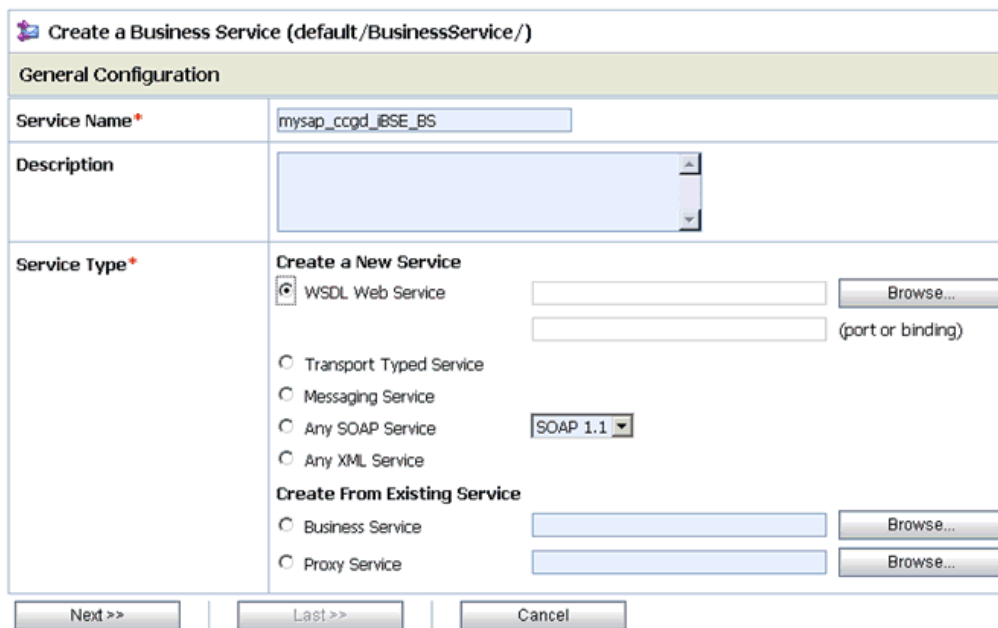 Create a Business Service (default/BusinessService/)
General Configuration
Service Name*
mysap_ccgd_iBSE_BS
Description
Service Type*
Create a New Service
WSDL Web Service
Browse...
(port or binding)
Transport Typed Service
Messaging Service
Any SOAP Service
SOAP 1.1
Any XML Service
Create From Existing Service
Business Service
Browse...
Proxy Service
Browse...
Next >>
Last >>
Cancel